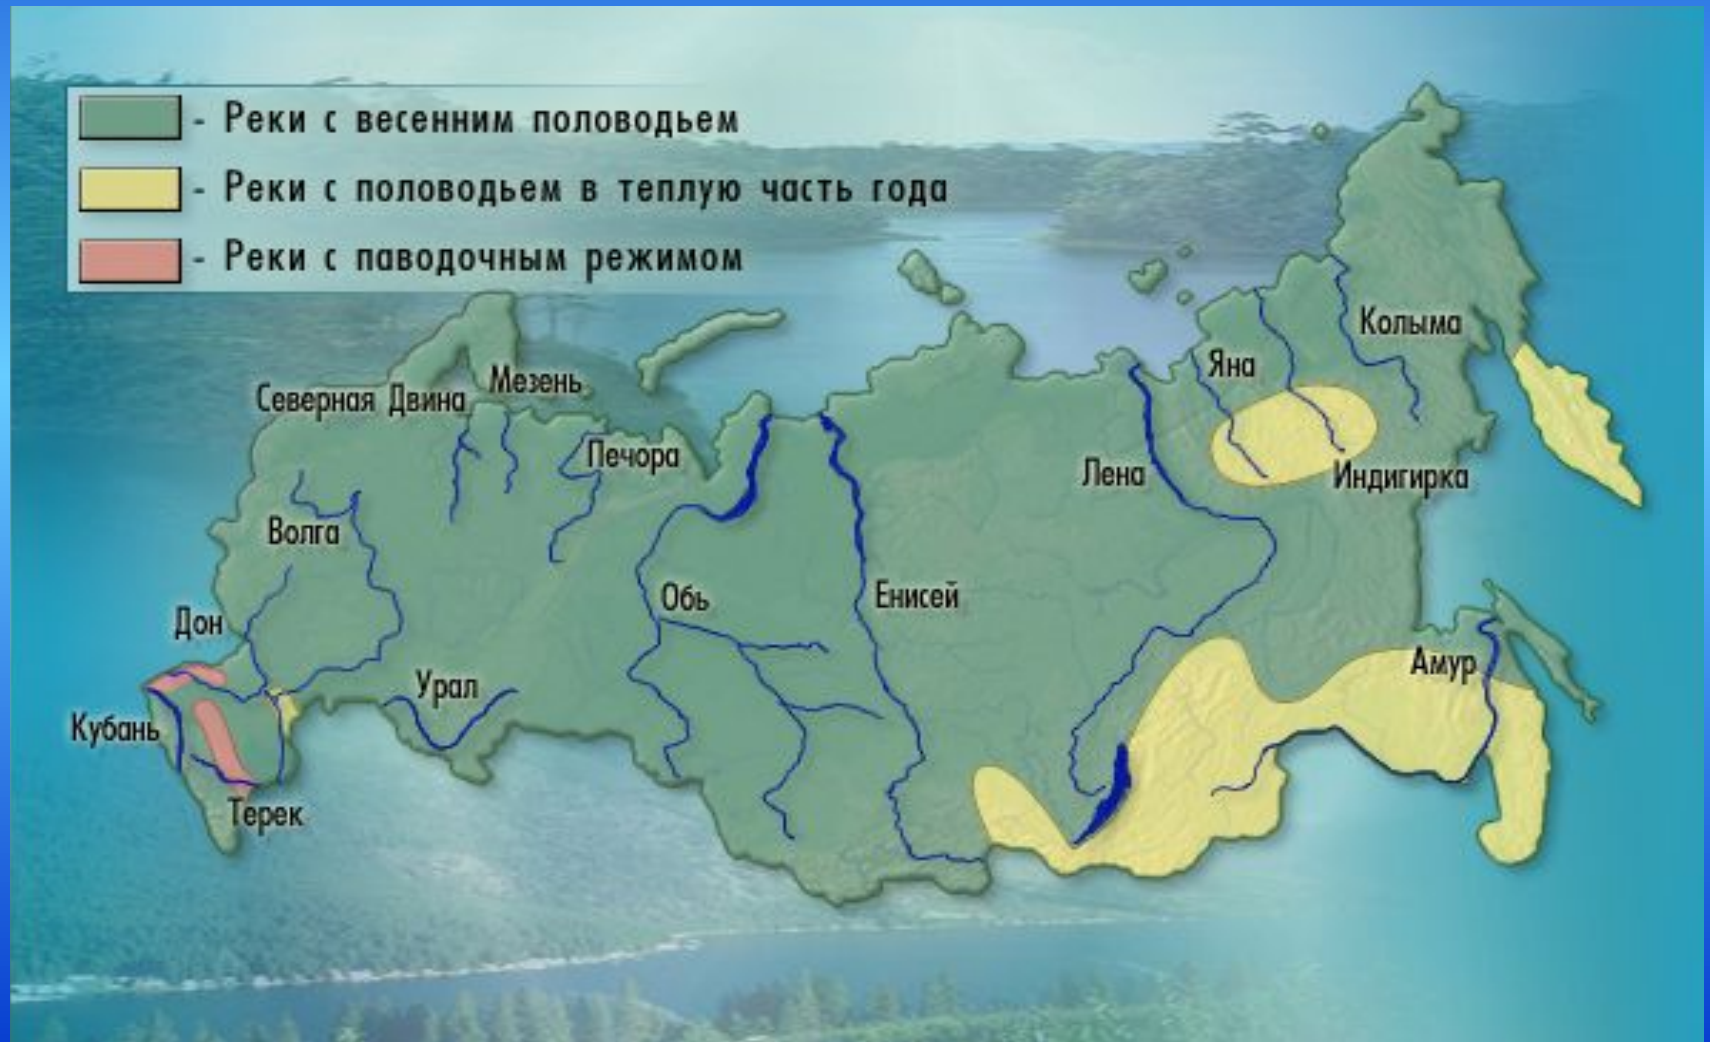 - Реки с весенним половодьем
- Реки с половодьем в теплую часть года
- Реки с паводочным режимом
Колыма
Яна
Мезень
Северная Двина
Печора
Лена
Индигирка
Волга
Обь
Енисей
Дон
Амур
Урал
Кубань
Терек